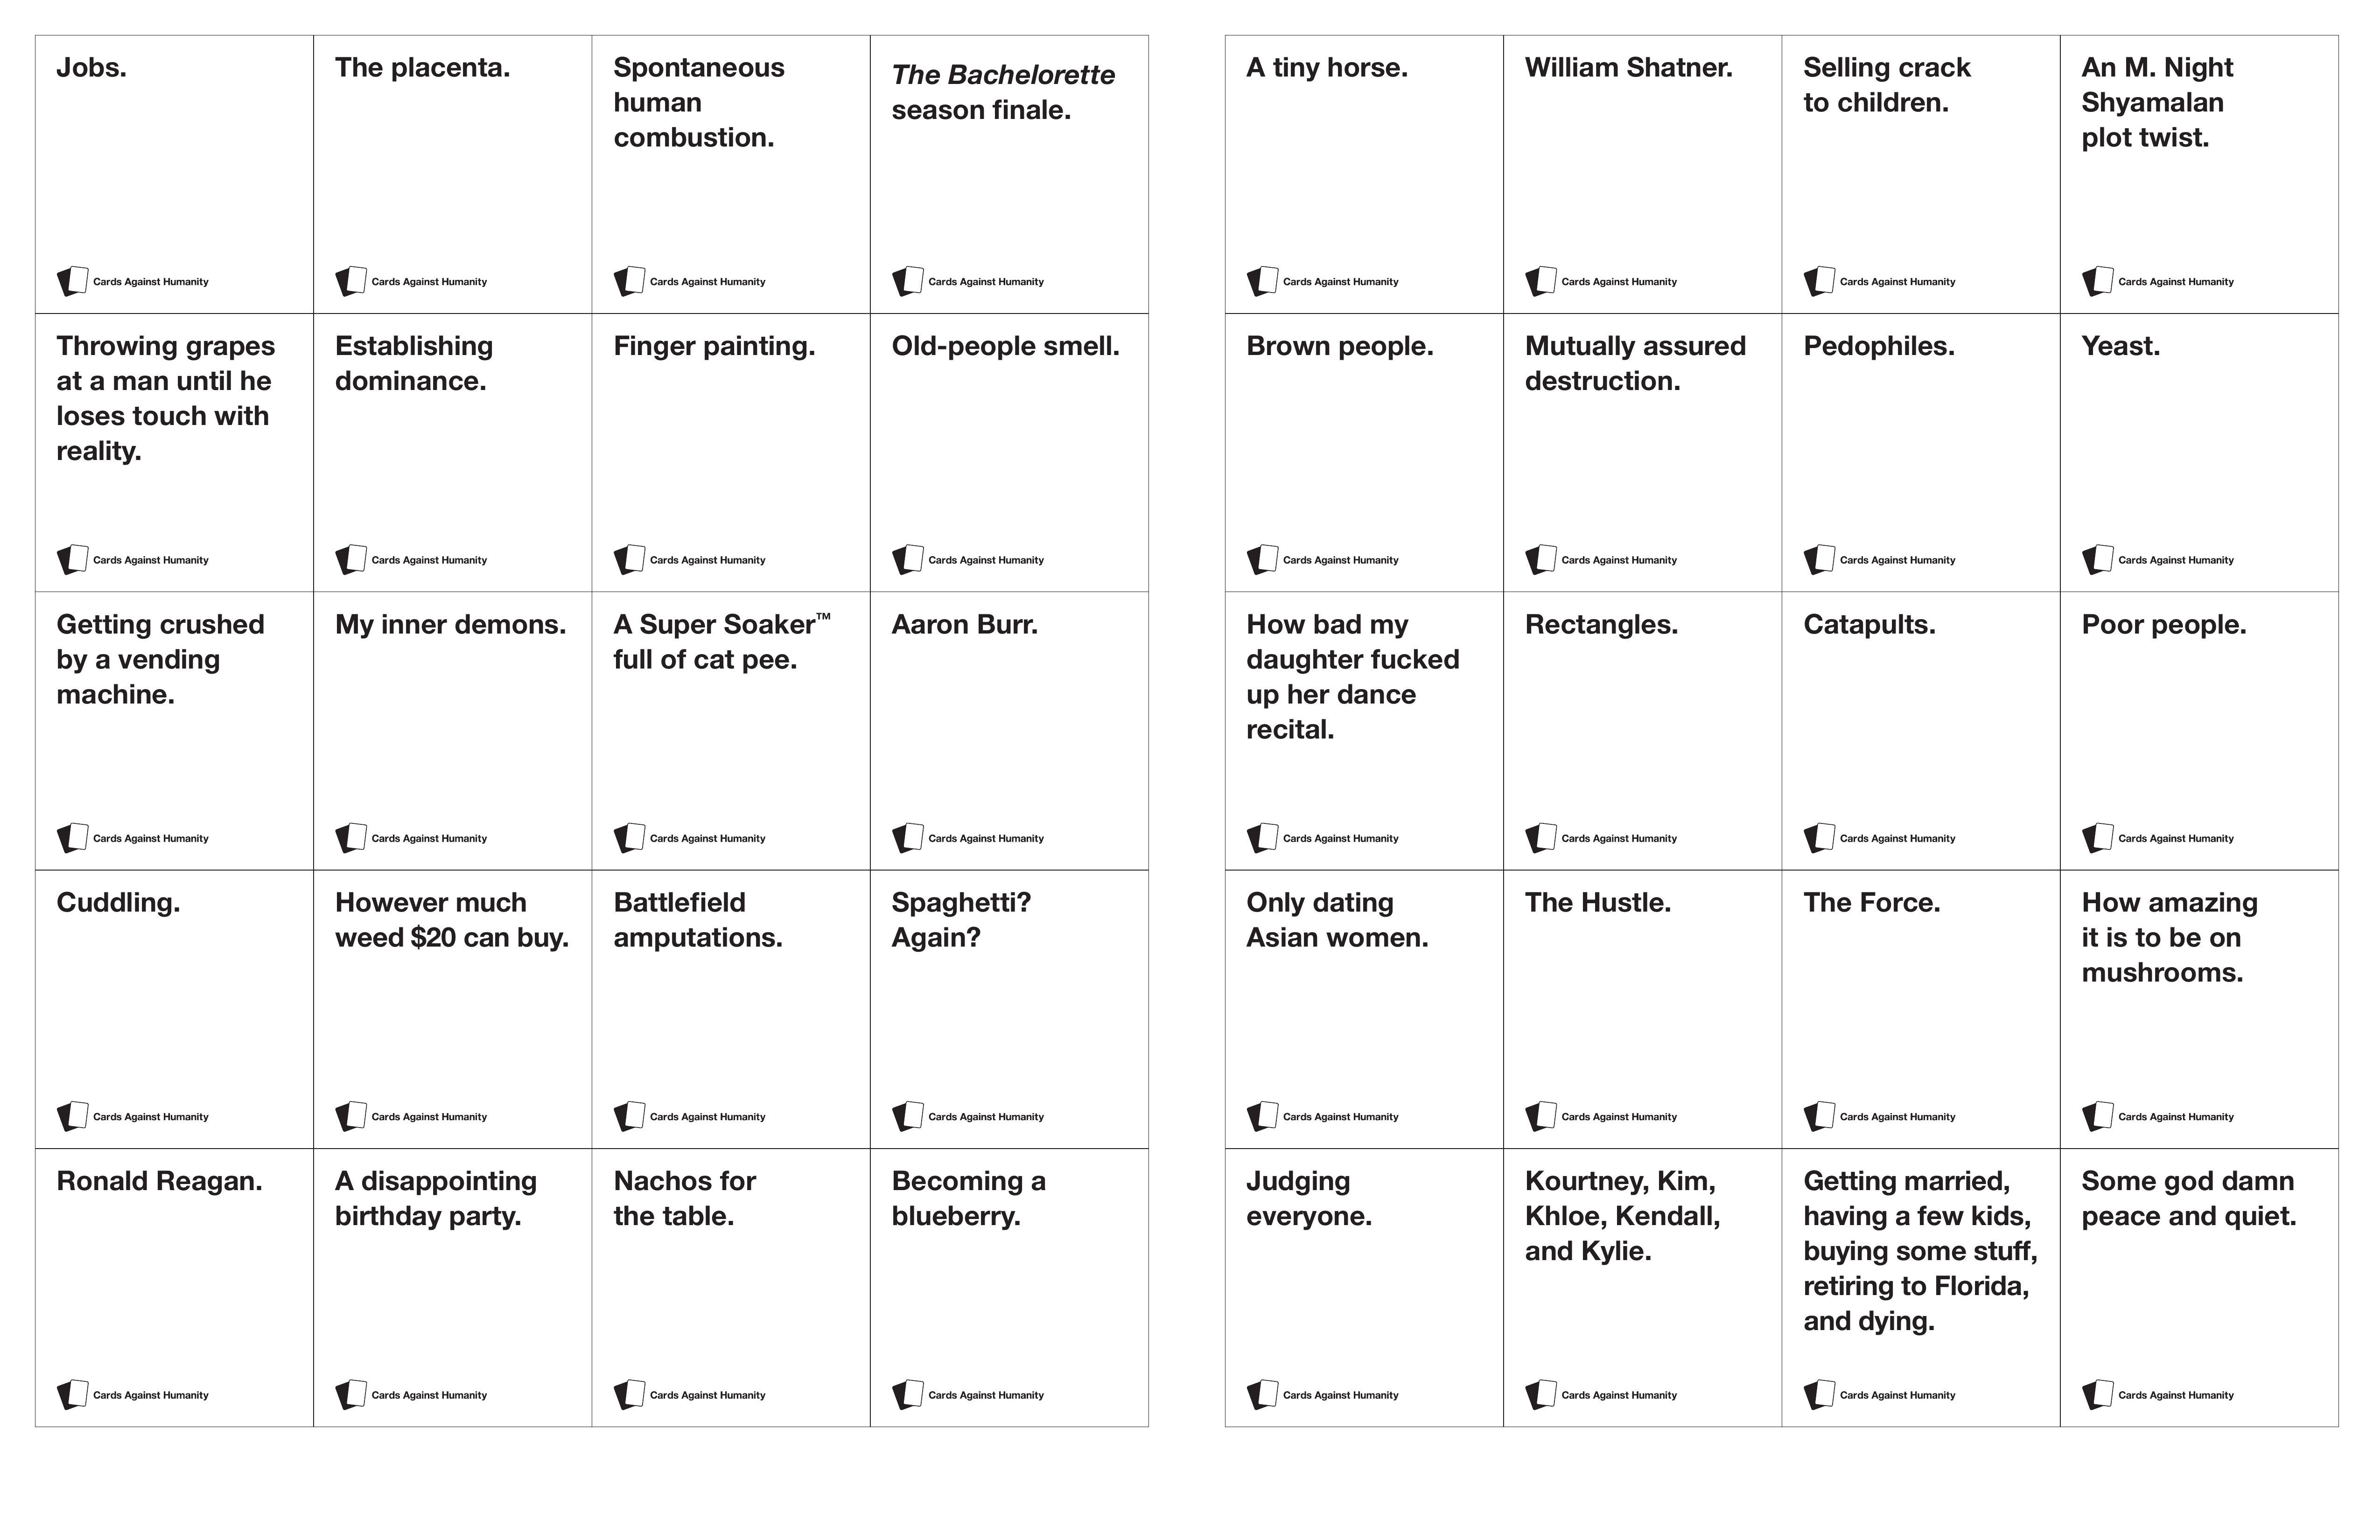 Jobs.
Cards Against Humanity
The placenta.
Cards Against Humanity
Spontaneous
human
combustion.
Cards Against Humanity
The Bachelorette
season finale.
Cards Against Humanity
Throwing grapes
at a man until he
loses touch with
reality.
Cards Against Humanity
Establishing
dominance.
Cards Against Humanity
Finger painting.
Cards Against Humanity
Old-people smell.
Cards Against Humanity
Getting crushed
by a vending
machine.
Cards Against Humanity
My inner demons.
Cards Against Humanity
A Super Soaker™
full of cat pee.
Cards Against Humanity
Aaron Burr.
Cards Against Humanity
Cuddling.
Cards Against Humanity
However much
weed $20 can buy.
Cards Against Humanity
Battlefield
amputations.
Cards Against Humanity
Spaghetti?
Again?
Cards Against Humanity
Ronald Reagan.
Cards Against Humanity
A disappointing
birthday party.
Cards Against Humanity
Nachos for
the table.
Cards Against Humanity
Becoming a
blueberry.
Cards Against Humanity
A tiny horse.
Cards Against Humanity
William Shatner.
Cards Against Humanity
Selling crack
to children.
Cards Against Humanity
An M. Night
Shyamalan
plot twist.
Cards Against Humanity
Brown people.
Cards Against Humanity
Mutually assured
destruction.
Cards Against Humanity
Pedophiles.
Cards Against Humanity
Yeast.
Cards Against Humanity
How bad my
daughter fucked
up her dance
recital.
Cards Against Humanity
Rectangles.
Cards Against Humanity
Catapults.
Cards Against Humanity
Poor people.
Cards Against Humanity
Only dating
Asian women.
Cards Against Humanity
The Hustle.
Cards Against Humanity
The Force.
Cards Against Humanity
How amazing
it is to be on
mushrooms.
Cards Against Humanity
Judging
everyone.
Cards Against Humanity
Kourtney, Kim,
Khloe, Kendall,
and Kylie.
Cards Against Humanity
Getting married,
having a few kids,
buying some stuff,
retiring to Florida,
and dying.
Cards Against Humanity
Some god damn
peace and quiet.
Cards Against Humanity